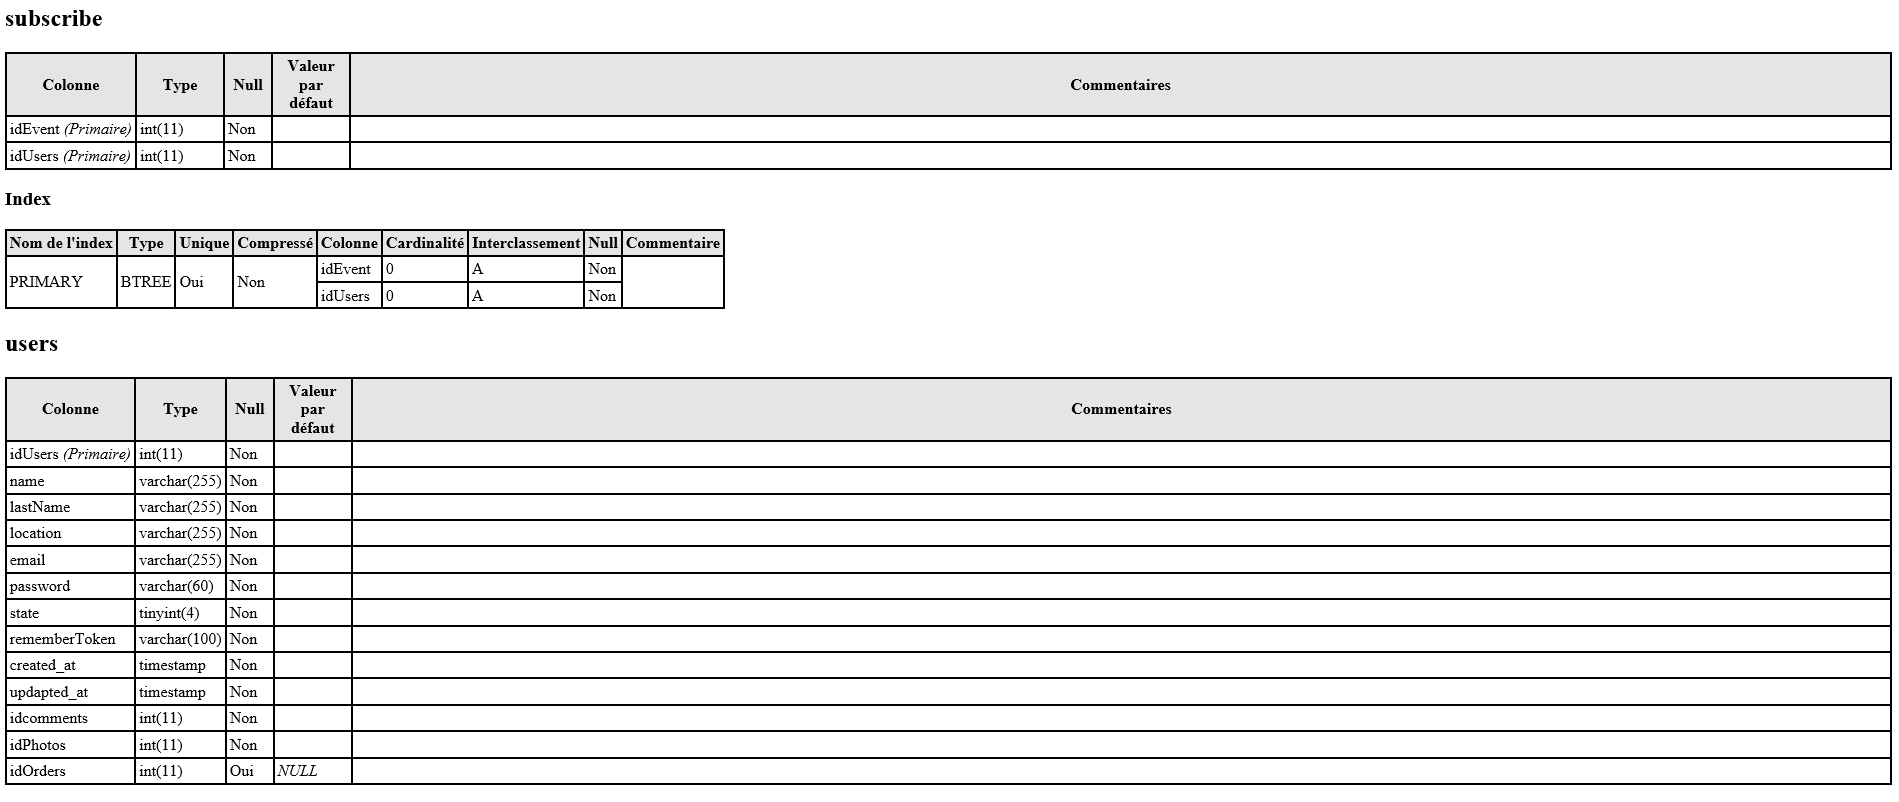 subscribe
Colonne Type Null Valeur par défaut Commentaires
idEvent (Primaire) int(11) Non
idUsers (Primaire) int(11) Non
Index
Nom de l'index Type Unique Compressé Colonne Cardinalité Interclassement Null Commentaire
PRIMARY BTREE Oui Non idEvent 0 A Non
idUsers 0 A Non
users
Colonne Type Null Valeur par défaut Commentaires
idUsers (Primaire) int(11) Non
name varchar(255) Non
lastName varchar(255) Non
location varchar(255) Non
email varchar(255) Non
password varchar(60) Non
state tinyint(4) Non
rememberToken varchar(100) Non
created_at timestamp Non
updapted_at timestamp Non
idcomments int(11) Non
idPhotos int(11) Non
idOrders int(11) Oui NULL